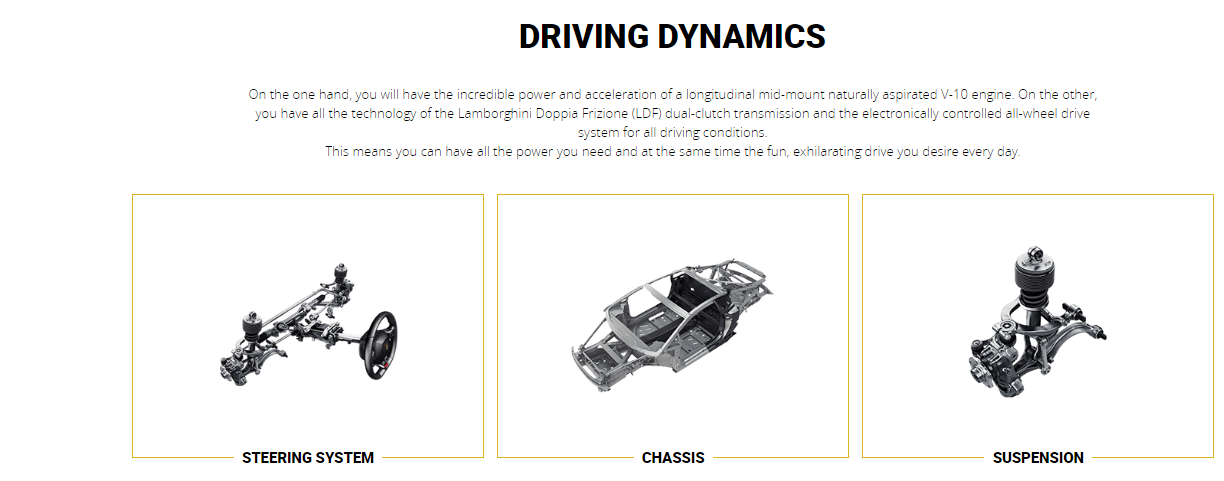 DRIVING DYNAMICS
On the one hand, you will have the incredible power and acceleration of a longitudinal mid-mount naturally aspirated V-10 engine. On the other,
you have all the technology of the Lamborghini Doppia Frizione (LDF) dual-clutch transmission and the electronically controlled all-wheel drive
system for all driving conditions.
This means you can have all the power you need and at the same time the fun, exhilarating drive you desire every day.
STEERING SYSTEM
CHASSIS
SUSPENSION